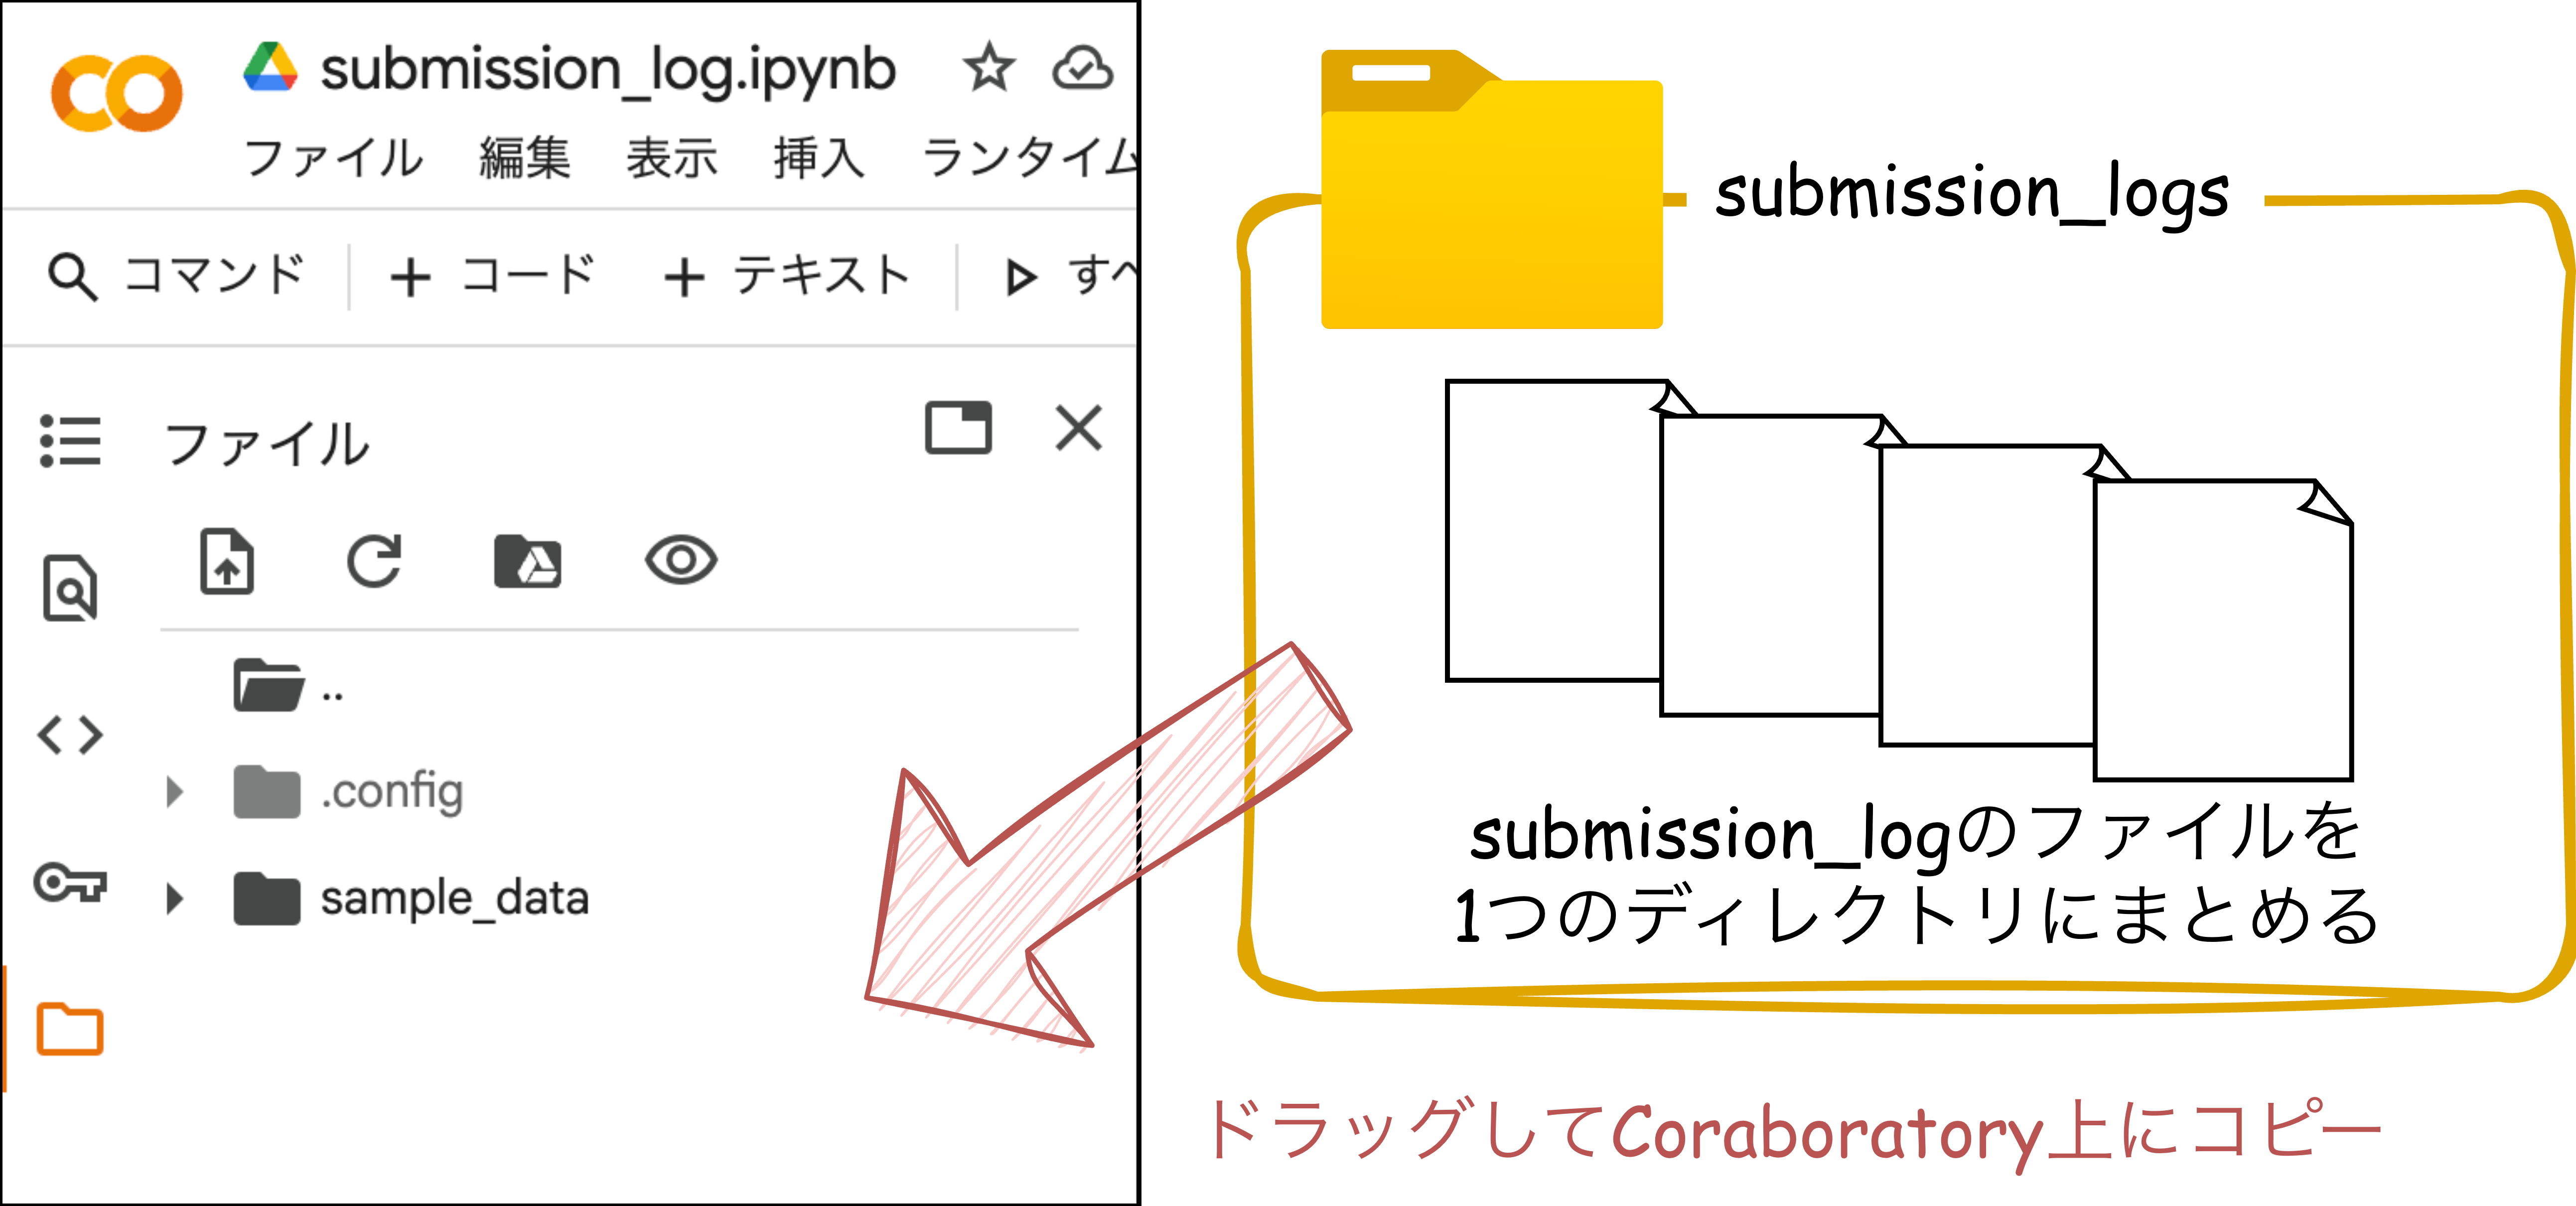 submission_log.ipynb
ファイル 編集 表示 挿入 ランタイム
コマンド + コード + テキスト すべ
ファイル
..
.config
sample_data
submission_logs
submission_logのファイルを
1つのディレクトリにまとめる
ドラッグしてCoraboratory上にコピー